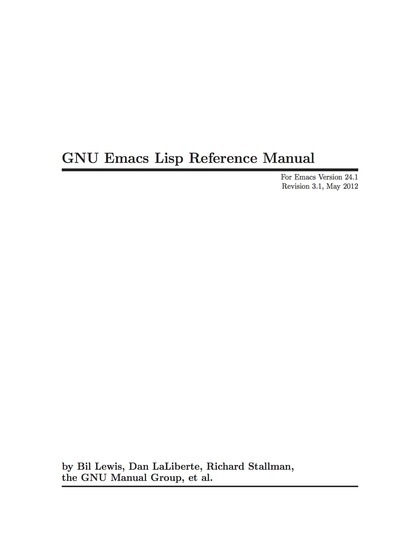 GNU Emacs Lisp Reference Manual
For Emacs Version 24.1
Revision 3.1, May 2012
by Bil Lewis, Dan LaLiberte, Richard Stallman,
the GNU Manual Group, et al.